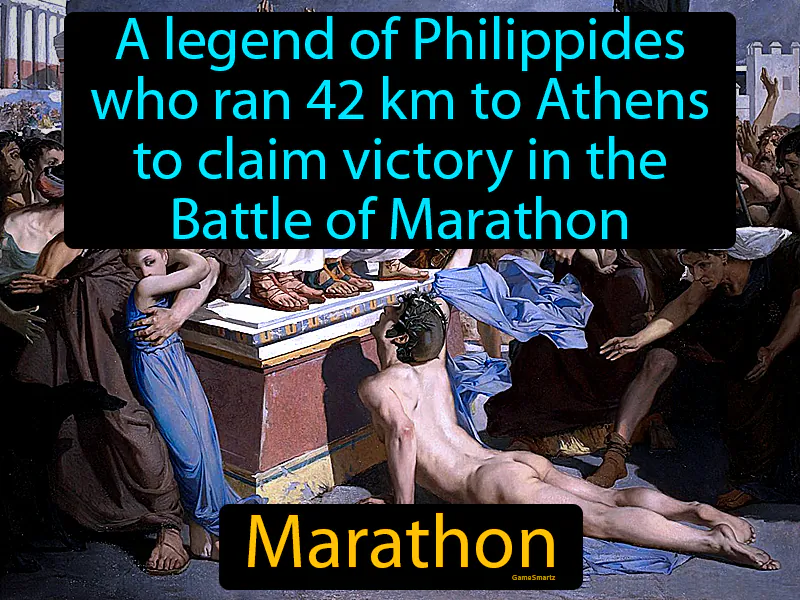 A legend of Philippides
who ran 42 km to Athens
to claim victory in the
Battle of Marathon
Marathon
GameSmartz